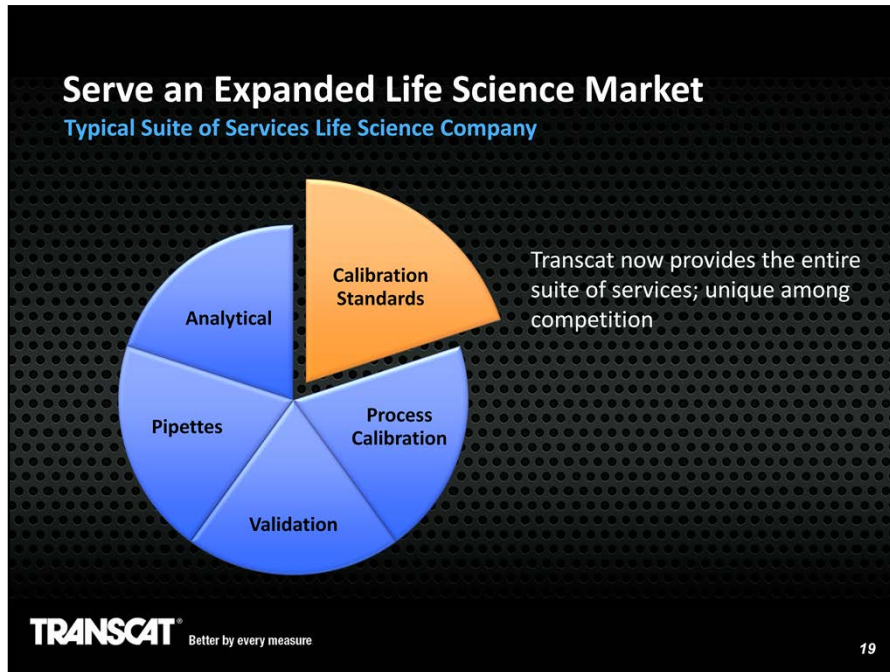 Serve an Expanded Life Science Market
Typical Suite of Services Life Science Company
Calibration
Standards
Analytical
Transcat now provides the entire
suite of services; unique among
competition
Pipettes
Process
Calibration
Validation
TRANSCAT® Better by every measure
19